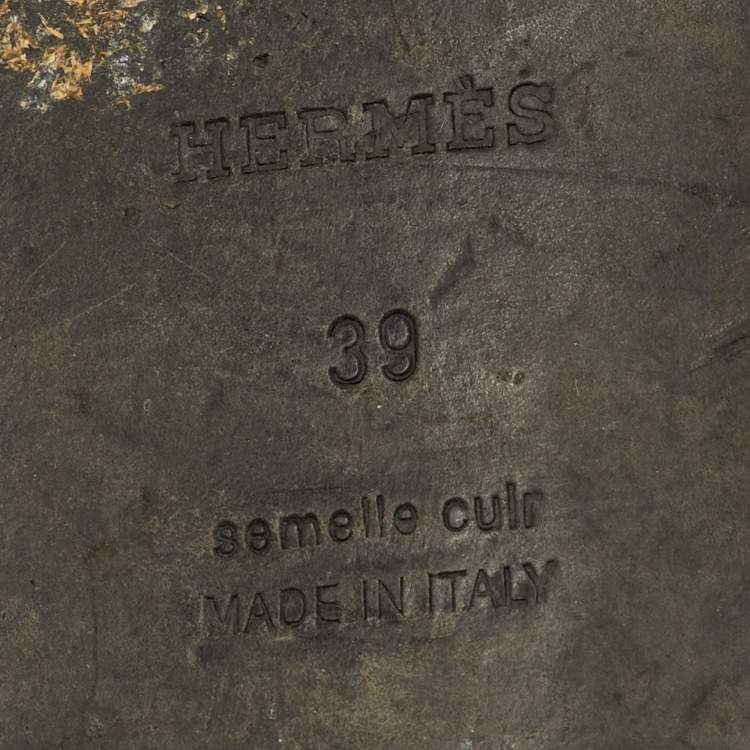 HERMÈS
39
semelle cuir
MADE IN ITALY